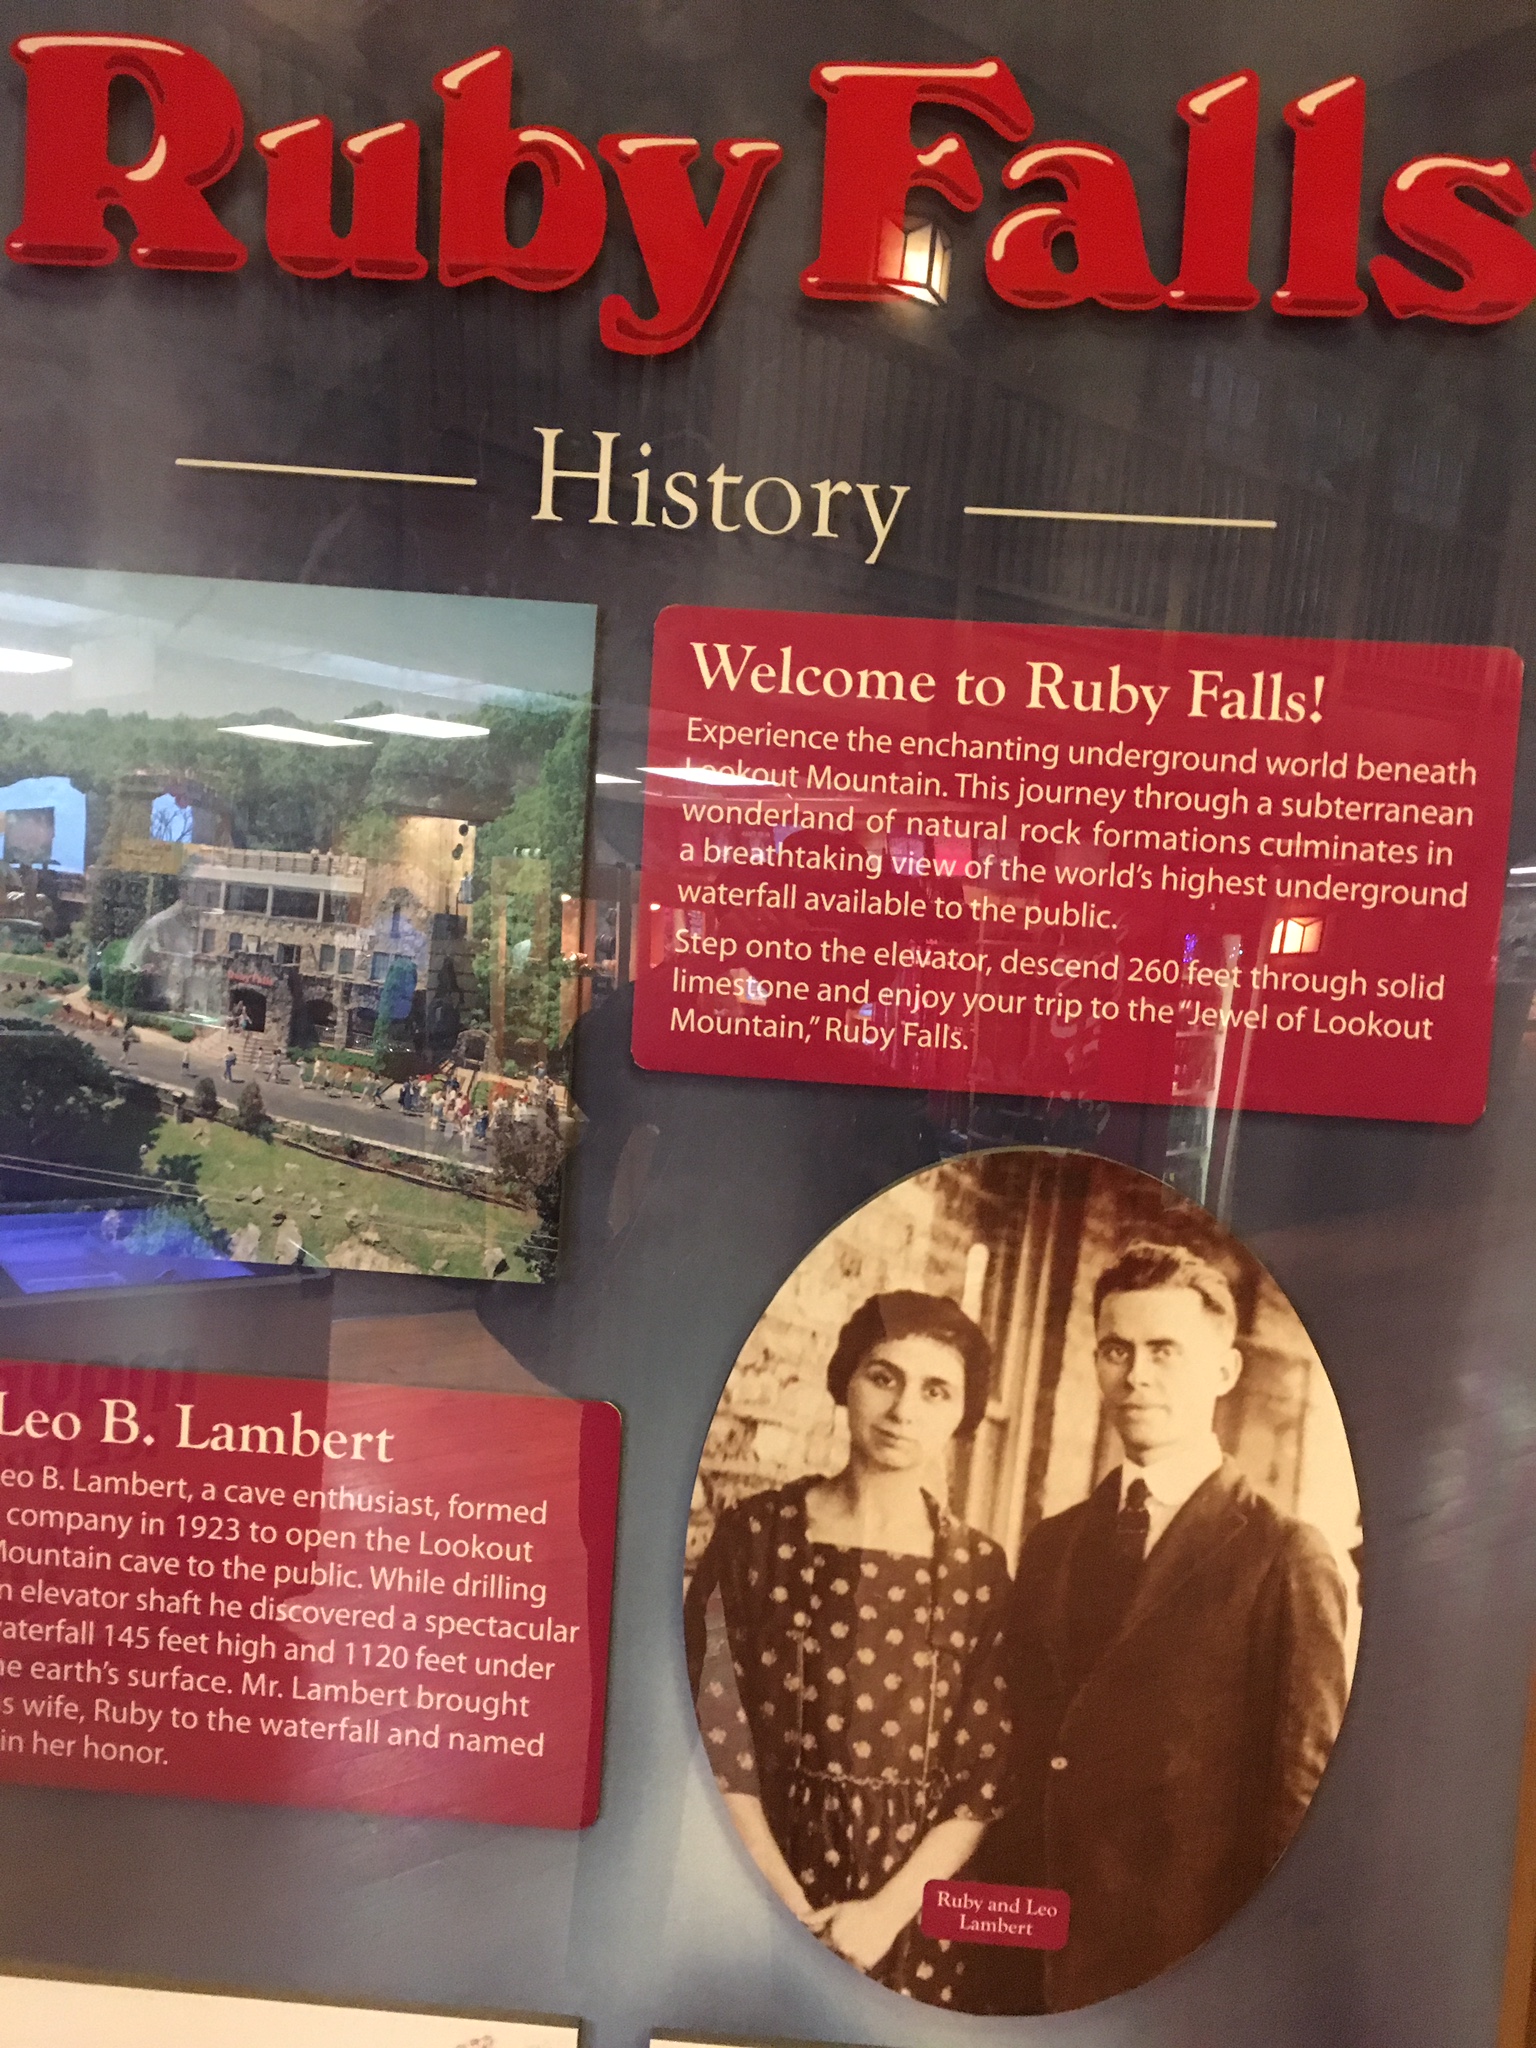 Ruby Falls
History
Welcome to Ruby Falls!
Experience the enchanting underground world beneath
Lookout Mountain. This journey through a subterranean
wonderland of natural rock formations culminates in
a breathtaking view of the world's highest underground
waterfall available to the public.
Step onto the elevator, descend 260 feet through solid
limestone and enjoy your trip to the "Jewel of Lookout
Mountain," Ruby Falls.
Leo B. Lambert
eo B. Lambert, a cave enthusiast, formed
company in 1923 to open the Lookout
Mountain cave to the public. While drilling
n elevator shaft he discovered a spectacular
aterfall 145 feet high and 1120 feet under
he earth's surface. Mr. Lambert brought
s wife, Ruby to the waterfall and named
in her honor.
Ruby and Leo
Lambert